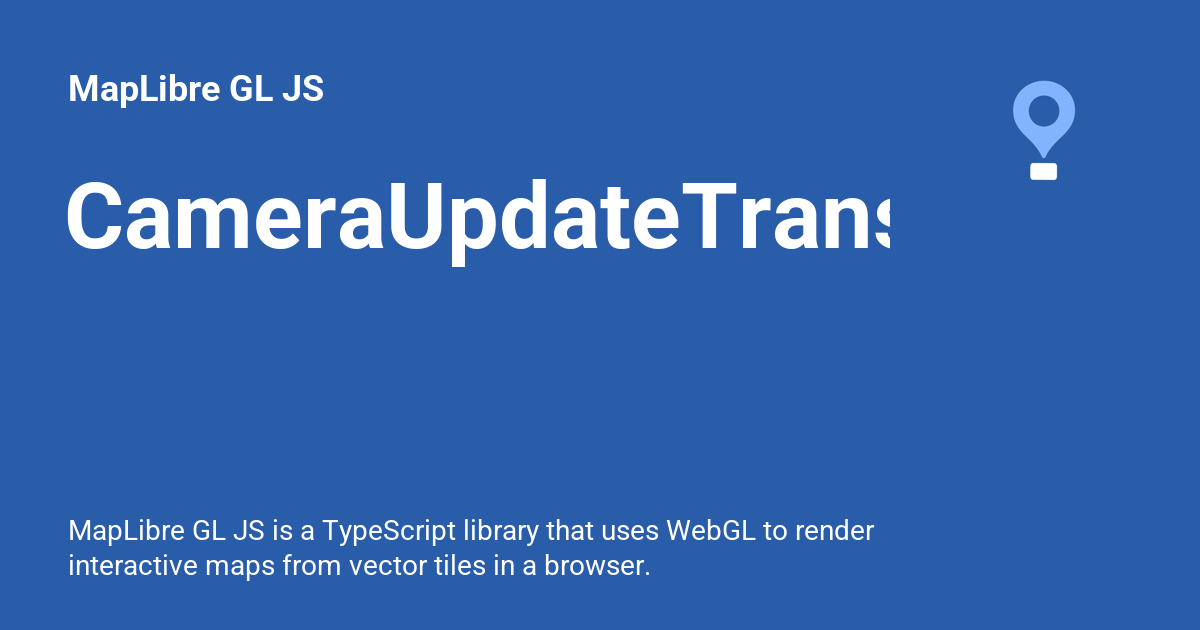 MapLibre GL JS
CameraUpdateTrans
MapLibre GL JS is a TypeScript library that uses WebGL to render
interactive maps from vector tiles in a browser.